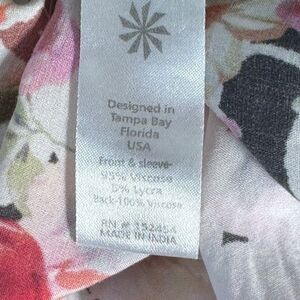 Designed in
Tampa Bay
Florida
USA
Front & sleeve-
95% Viscose
5% Lycra
Back-100% Viscose
RN # 152454
MADE IN INDIA